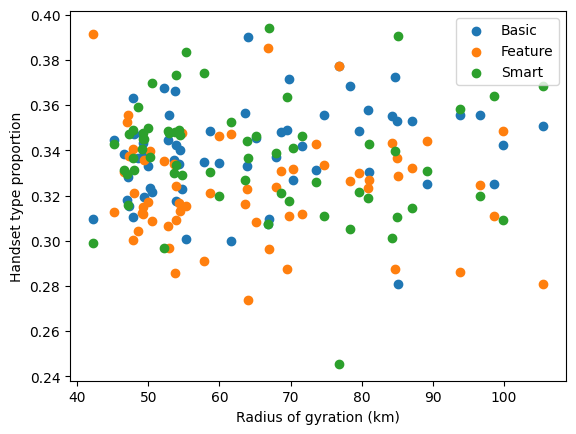 Basic
Feature
Smart
0.40
0.38
0.36
0.34
0.32
0.30
0.28
0.26
0.24
Handset type proportion
40 50 60 70 80 90 100
Radius of gyration (km)